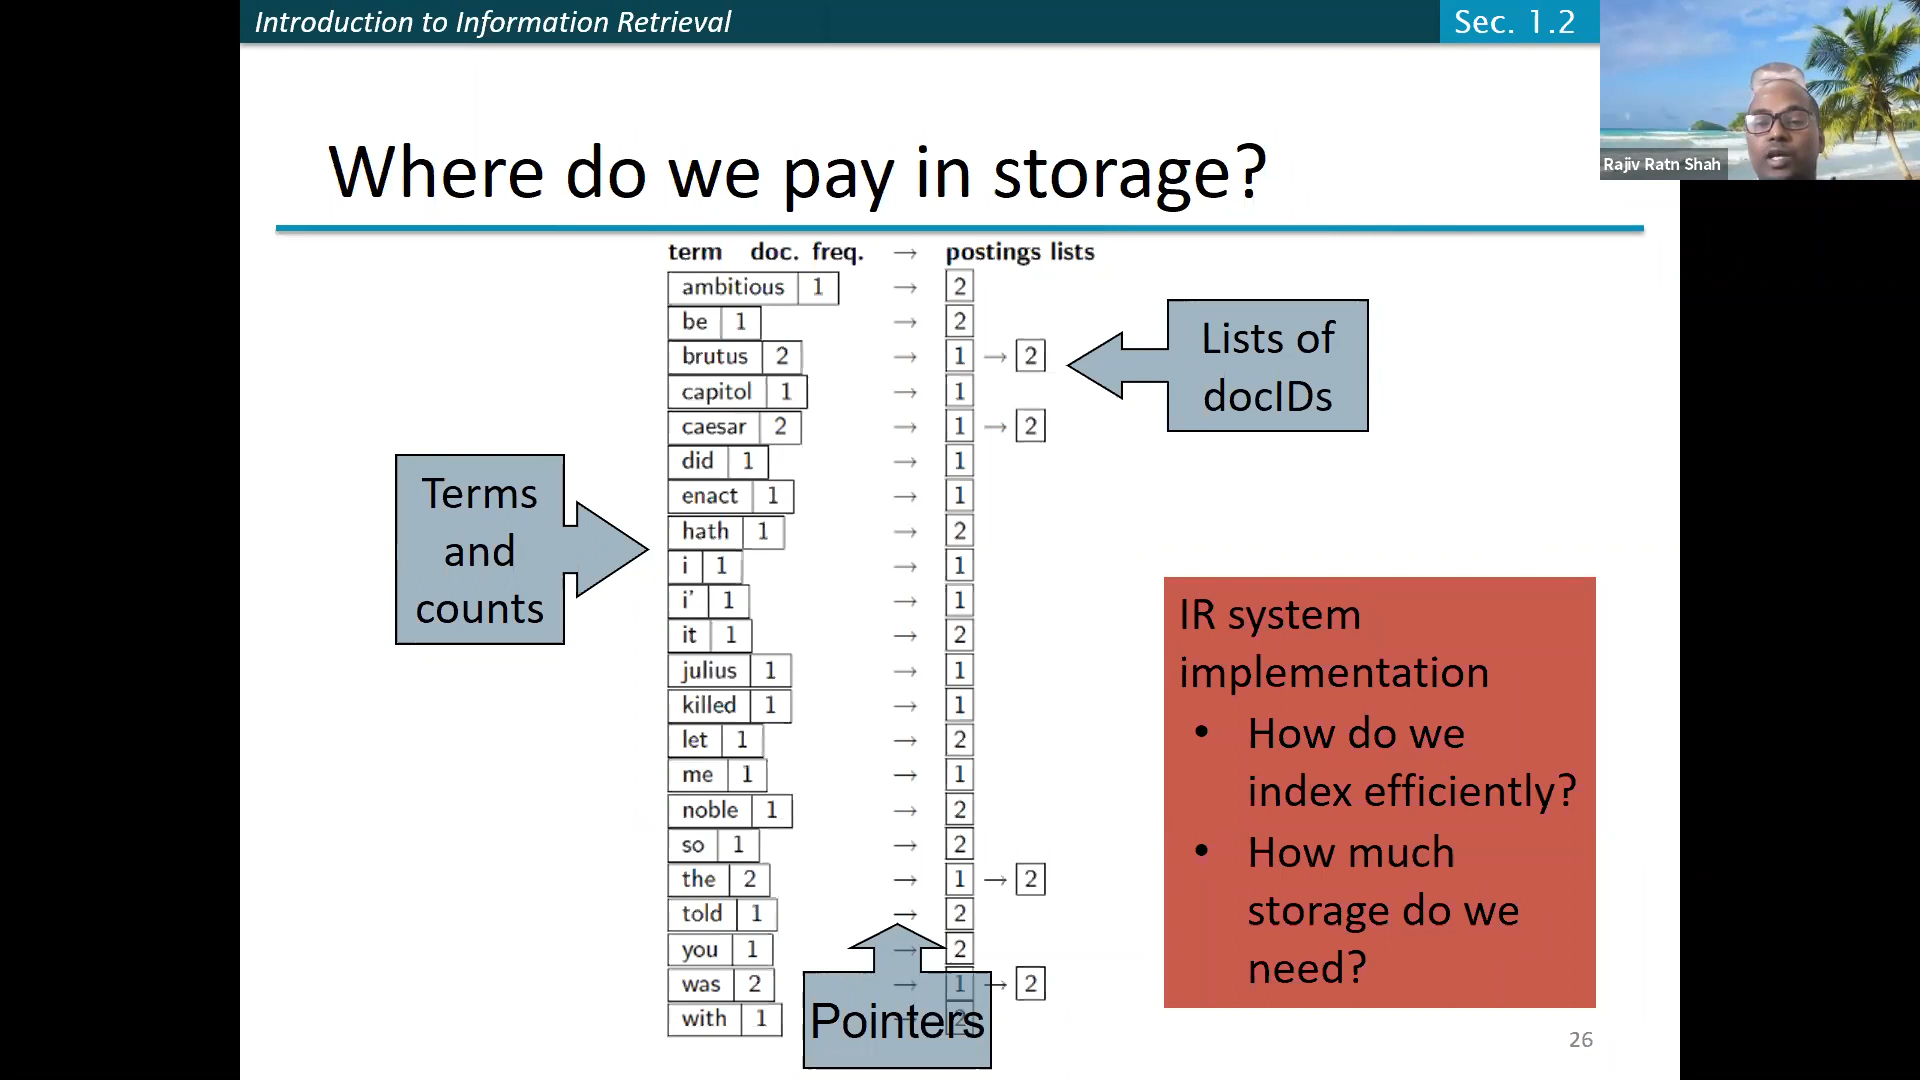 Introduction to Information Retrieval
Sec. 1.2
Rajiv Ratn Shah
Where do we pay in storage?
term doc. freq. → postings lists
ambitious 1 → 2
be 1 → 2
brutus 2 → 1 → 2
capitol 1 → 1
caesar 2 → 1 → 2
did 1 → 1
enact 1 → 1
hath 1 → 2
i 1 → 1
i' 1 → 1
it 1 → 2
julius 1 → 1
killed 1 → 1
let 1 → 2
me 1 → 1
noble 1 → 2
so 1 → 2
the 2 → 1 → 2
told 1 → 2
you 1 → 2
was 2 → 1 → 2
with 1 → 2
Lists of
docIDs
Terms
and
counts
Pointers
IR system
implementation
• How do we
index efficiently?
• How much
storage do we
need?
26